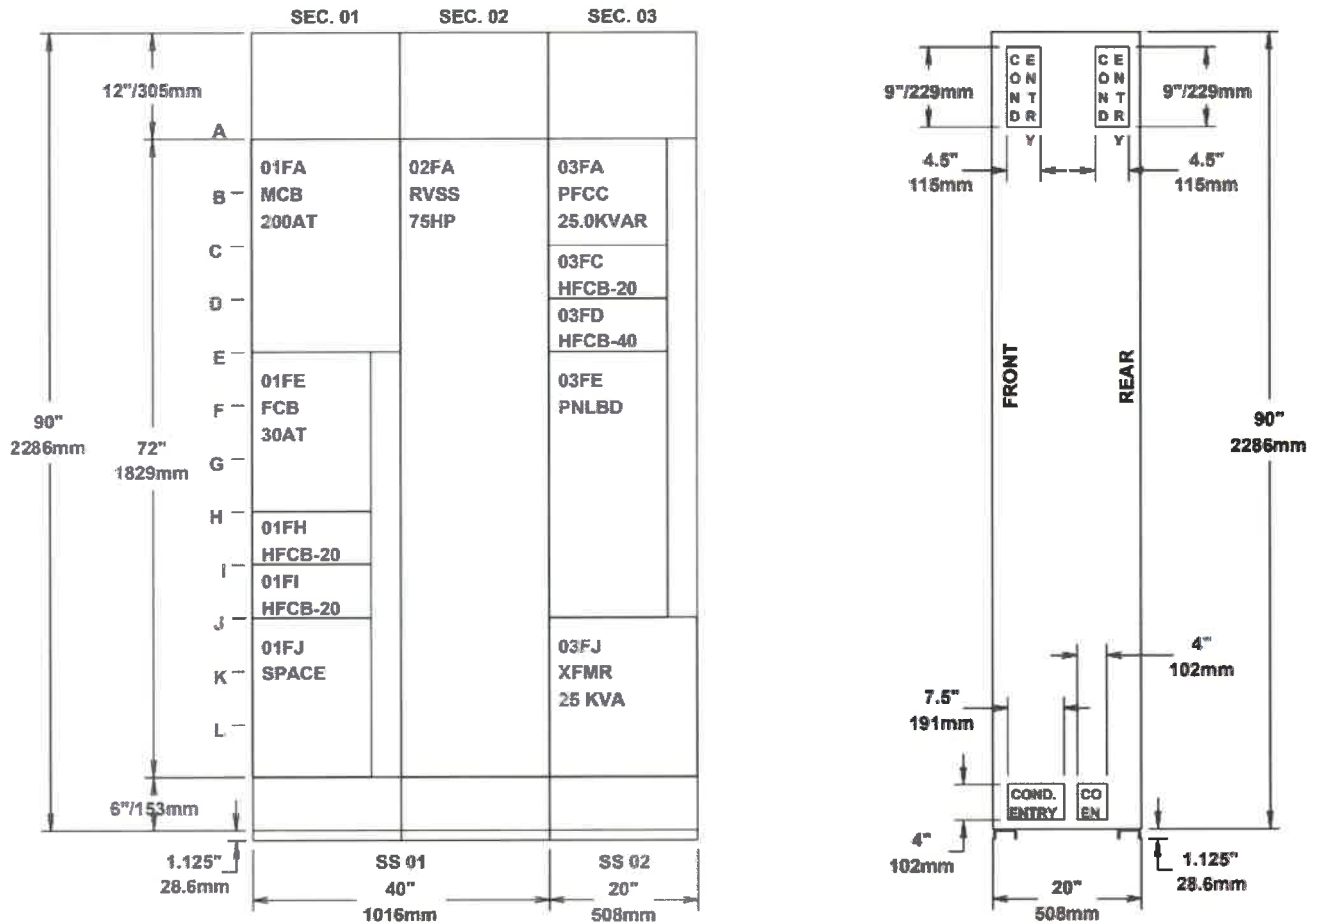 SEC. 01
SEC. 02
SEC. 03
12"/305mm
A
B
C
D
E
F
G
H
I
J
K
L
90"
2286mm
72"
1829mm
6"/153mm
1.125"
28.6mm
01FA
MCB
200AT
01FE
FCB
30AT
01FH
HFCB-20
01FI
HFCB-20
01FJ
SPACE
02FA
RVSS
75HP
03FA
PFCC
25.0KVAR
03FC
HFCB-20
03FD
HFCB-40
03FE
PNLBD
03FJ
XFMR
25 KVA
SS 01
40"
1016mm
SS 02
20"
508mm
COND
ENTRY
COND
ENTRY
9"/229mm
9"/229mm
4.5"
115mm
4.5"
115mm
FRONT
REAR
90"
2286mm
4"
102mm
7.5"
191mm
COND.
ENTRY
CO
EN
4"
102mm
1.125"
28.6mm
20"
508mm